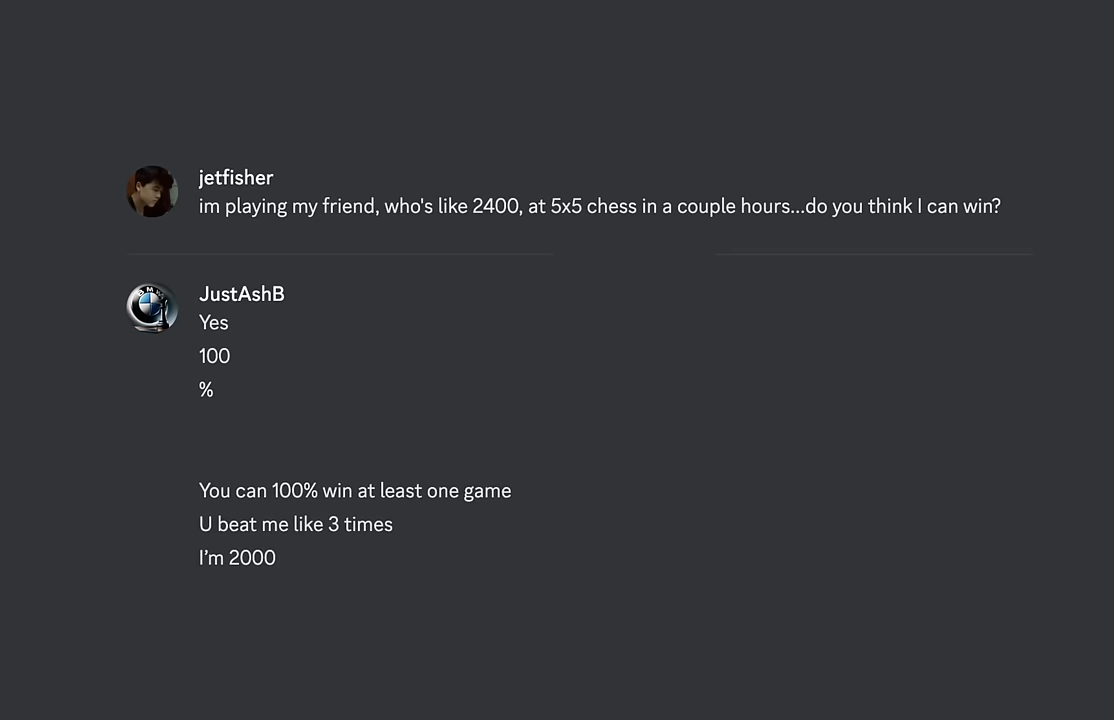 jetfisher
im playing my friend, who's like 2400, at 5x5 chess in a couple hours...do you think I can win?
JustAshB
Yes
100
%
You can 100% win at least one game
U beat me like 3 times
I’m 2000